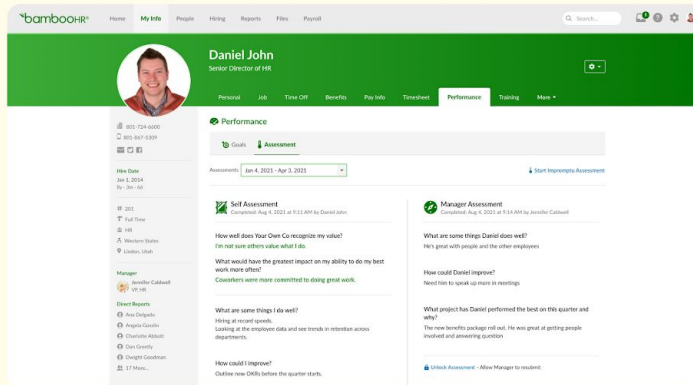 bambooHR®
Home My Info People Hiring Reports Files Payroll
Search...
Daniel John
Senior Director of HR
Personal Job Time Off Benefits Pay Info Timesheet Performance Training More
801-724-6600
801-867-5309
Hire Date
Jan 1, 2014
8y - 3m - 6d
# 201
Full Time
HR
Western States
Lindon, Utah
Manager
Jennifer Caldwell
VP, HR
Direct Reports
Ana Delgado
Charlotte Abbott
Dwight Goodman
17 More...
Performance
Goals Assessment
Assessments Jan 4, 2021 - Apr 3, 2021
Start Impromptu Assessment
Self Assessment
Completed: Aug 4, 2021 at 9:11 AM by Daniel John
How well does Your Own Co recognize my value?
I'm not sure others value what I do.
What would have the greatest impact on my ability to do my best
work more often?
Coworkers were more committed to doing great work.
What are some things I do well?
Hiring at record speeds.
Looking at the employee data and see trends in retention across
departments.
How could I improve?
Outline new OKRs before the quarter starts.
Manager Assessment
Completed: Aug 4, 2021 at 9:14 AM by Jennifer Caldwell
What are some things Daniel does well?
He's great with people and the other employees
How could Daniel improve?
Need him to speak up more in meetings
What project has Daniel performed the best on this quarter and
why?
The new benefits package roll out. He was great at getting people
involved and answering question
Unlock Assessment - Allow Manager to resubmit